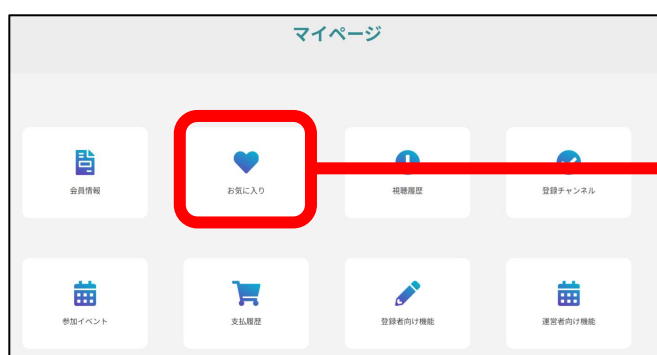 マイページ
会員情報
お気に入り
視聴履歴
登録チャンネル
参加イベント
支払履歴
登録者向け機能
運営者向け機能